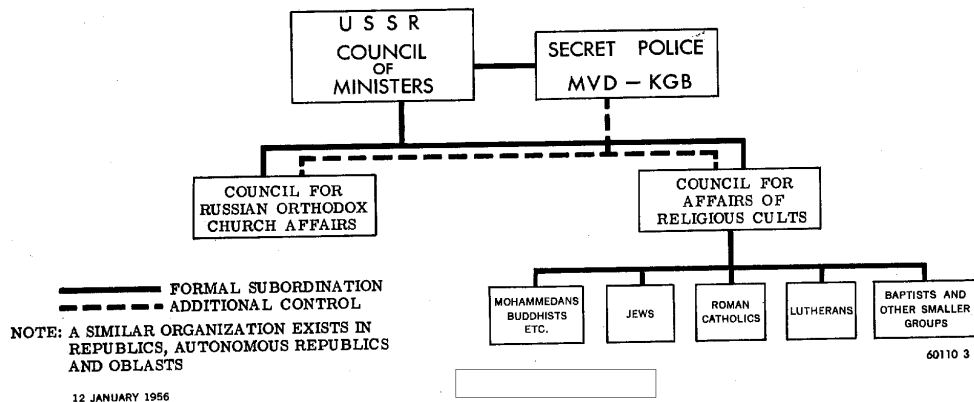 U S S R
COUNCIL
OF
MINISTERS
SECRET POLICE
MVD — KGB
COUNCIL FOR
RUSSIAN ORTHODOX
CHURCH AFFAIRS
COUNCIL FOR
AFFAIRS OF
RELIGIOUS CULTS
MOHAMMEDANS
BUDDHISTS
ETC.
JEWS
ROMAN
CATHOLICS
LUTHERANS
BAPTISTS AND
OTHER SMALLER
GROUPS
FORMAL SUBORDINATION
ADDITIONAL CONTROL
NOTE: A SIMILAR ORGANIZATION EXISTS IN
REPUBLICS, AUTONOMOUS REPUBLICS
AND OBLASTS
12 JANUARY 1956
60110 3